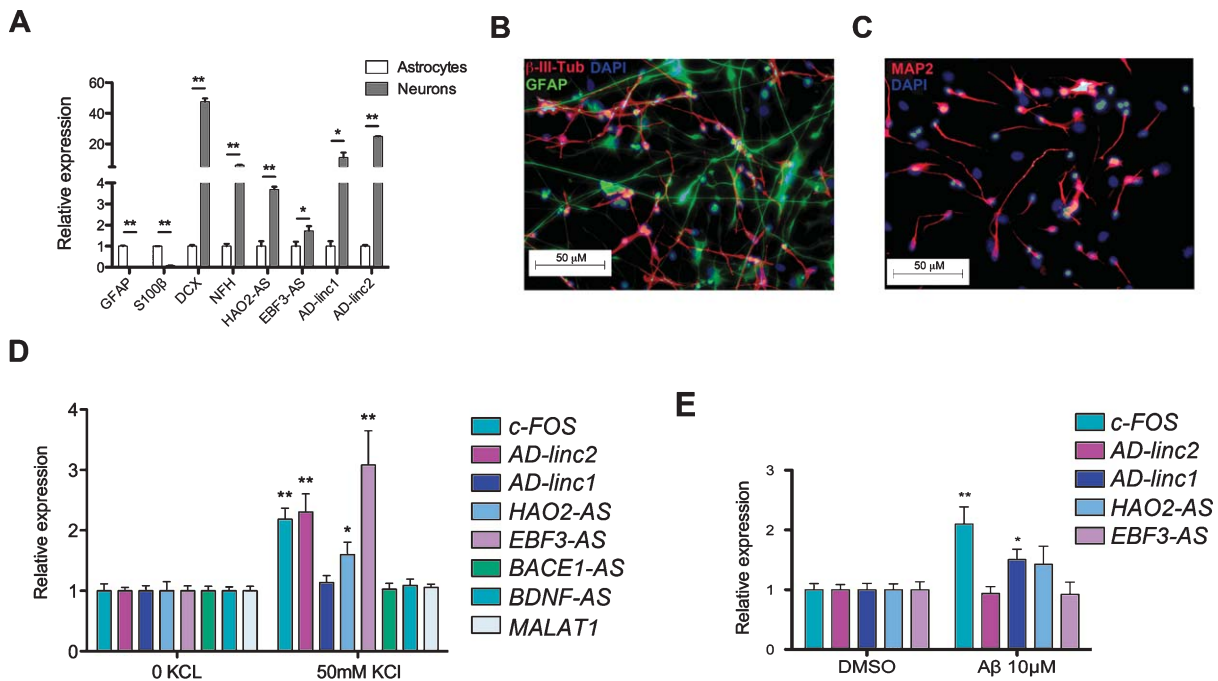 A
Astrocytes
Neurons
Relative expression
60
40
20
4
3
2
1
0
**
**
**
**
**
*
*
**
GFAP
S100β
DCX
NFH
HAO2-AS
EBF3-AS
AD-linc1
AD-linc2
B
β-III-Tub DAPI
GFAP
50 µM
C
MAP2
DAPI
50 µM
D
Relative expression
4
3
2
1
0
**
**
*
**
0 KCL
50mM KCl
c-FOS
AD-linc2
AD-linc1
HAO2-AS
EBF3-AS
BACE1-AS
BDNF-AS
MALAT1
E
Relative expression
3
2
1
0
**
*
DMSO
Aβ 10µM
c-FOS
AD-linc2
AD-linc1
HAO2-AS
EBF3-AS